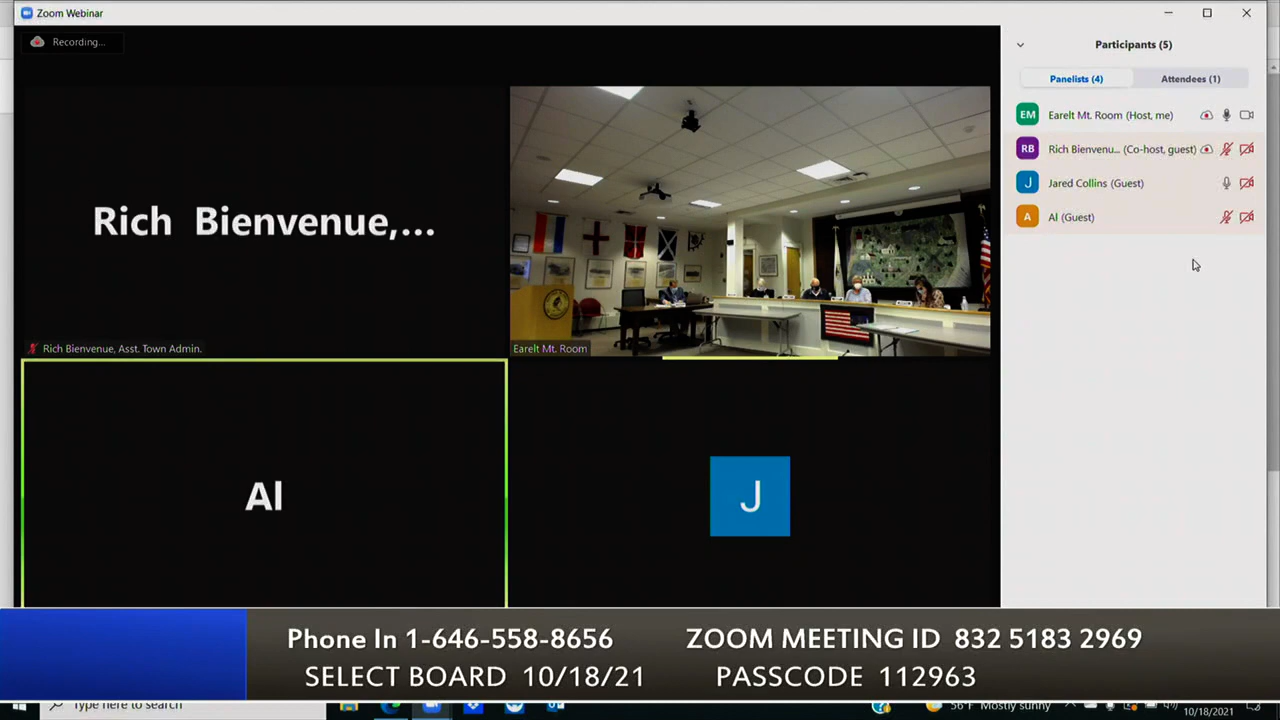 Zoom Webinar
Recording...
Participants (5)
Panelists (4)
Attendees (1)
EM Earelt Mt. Room (Host, me)
RB Rich Bienvenu... (Co-host, guest)
J Jared Collins (Guest)
A Al (Guest)
Rich Bienvenue,...
Rich Bienvenue, Asst. Town Admin.
Earelt Mt. Room
Al
J
Phone In 1-646-558-8656
ZOOM MEETING ID 832 5183 2969
SELECT BOARD 10/18/21
PASSCODE 112963
Type here to search
56°F Mostly sunny
10/18/2021